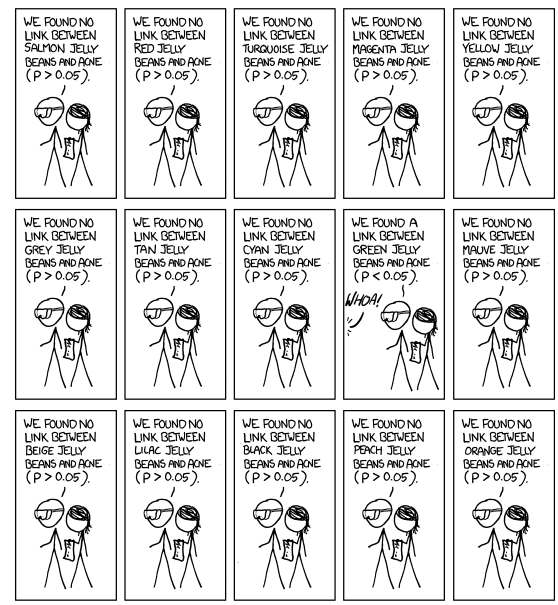 WE FOUND NO
LINK BETWEEN
SALMON JELLY
BEANS AND ACNE
(P > 0.05).
WE FOUND NO
LINK BETWEEN
RED JELLY
BEANS AND ACNE
(P > 0.05).
WE FOUND NO
LINK BETWEEN
TURQUOISE JELLY
BEANS AND ACNE
(P > 0.05).
WE FOUND NO
LINK BETWEEN
MAGENTA JELLY
BEANS AND ACNE
(P > 0.05).
WE FOUND NO
LINK BETWEEN
YELLOW JELLY
BEANS AND ACNE
(P > 0.05).
WE FOUND NO
LINK BETWEEN
GREY JELLY
BEANS AND ACNE
(P > 0.05).
WE FOUND NO
LINK BETWEEN
TAN JELLY
BEANS AND ACNE
(P > 0.05).
WE FOUND NO
LINK BETWEEN
CYAN JELLY
BEANS AND ACNE
(P > 0.05).
WE FOUND A
LINK BETWEEN
GREEN JELLY
BEANS AND ACNE
(P < 0.05).
WHOA!
WE FOUND NO
LINK BETWEEN
MAUVE JELLY
BEANS AND ACNE
(P > 0.05).
WE FOUND NO
LINK BETWEEN
BEIGE JELLY
BEANS AND ACNE
(P > 0.05).
WE FOUND NO
LINK BETWEEN
LILAC JELLY
BEANS AND ACNE
(P > 0.05).
WE FOUND NO
LINK BETWEEN
BLACK JELLY
BEANS AND ACNE
(P > 0.05).
WE FOUND NO
LINK BETWEEN
PEACH JELLY
BEANS AND ACNE
(P > 0.05).
WE FOUND NO
LINK BETWEEN
ORANGE JELLY
BEANS AND ACNE
(P > 0.05).